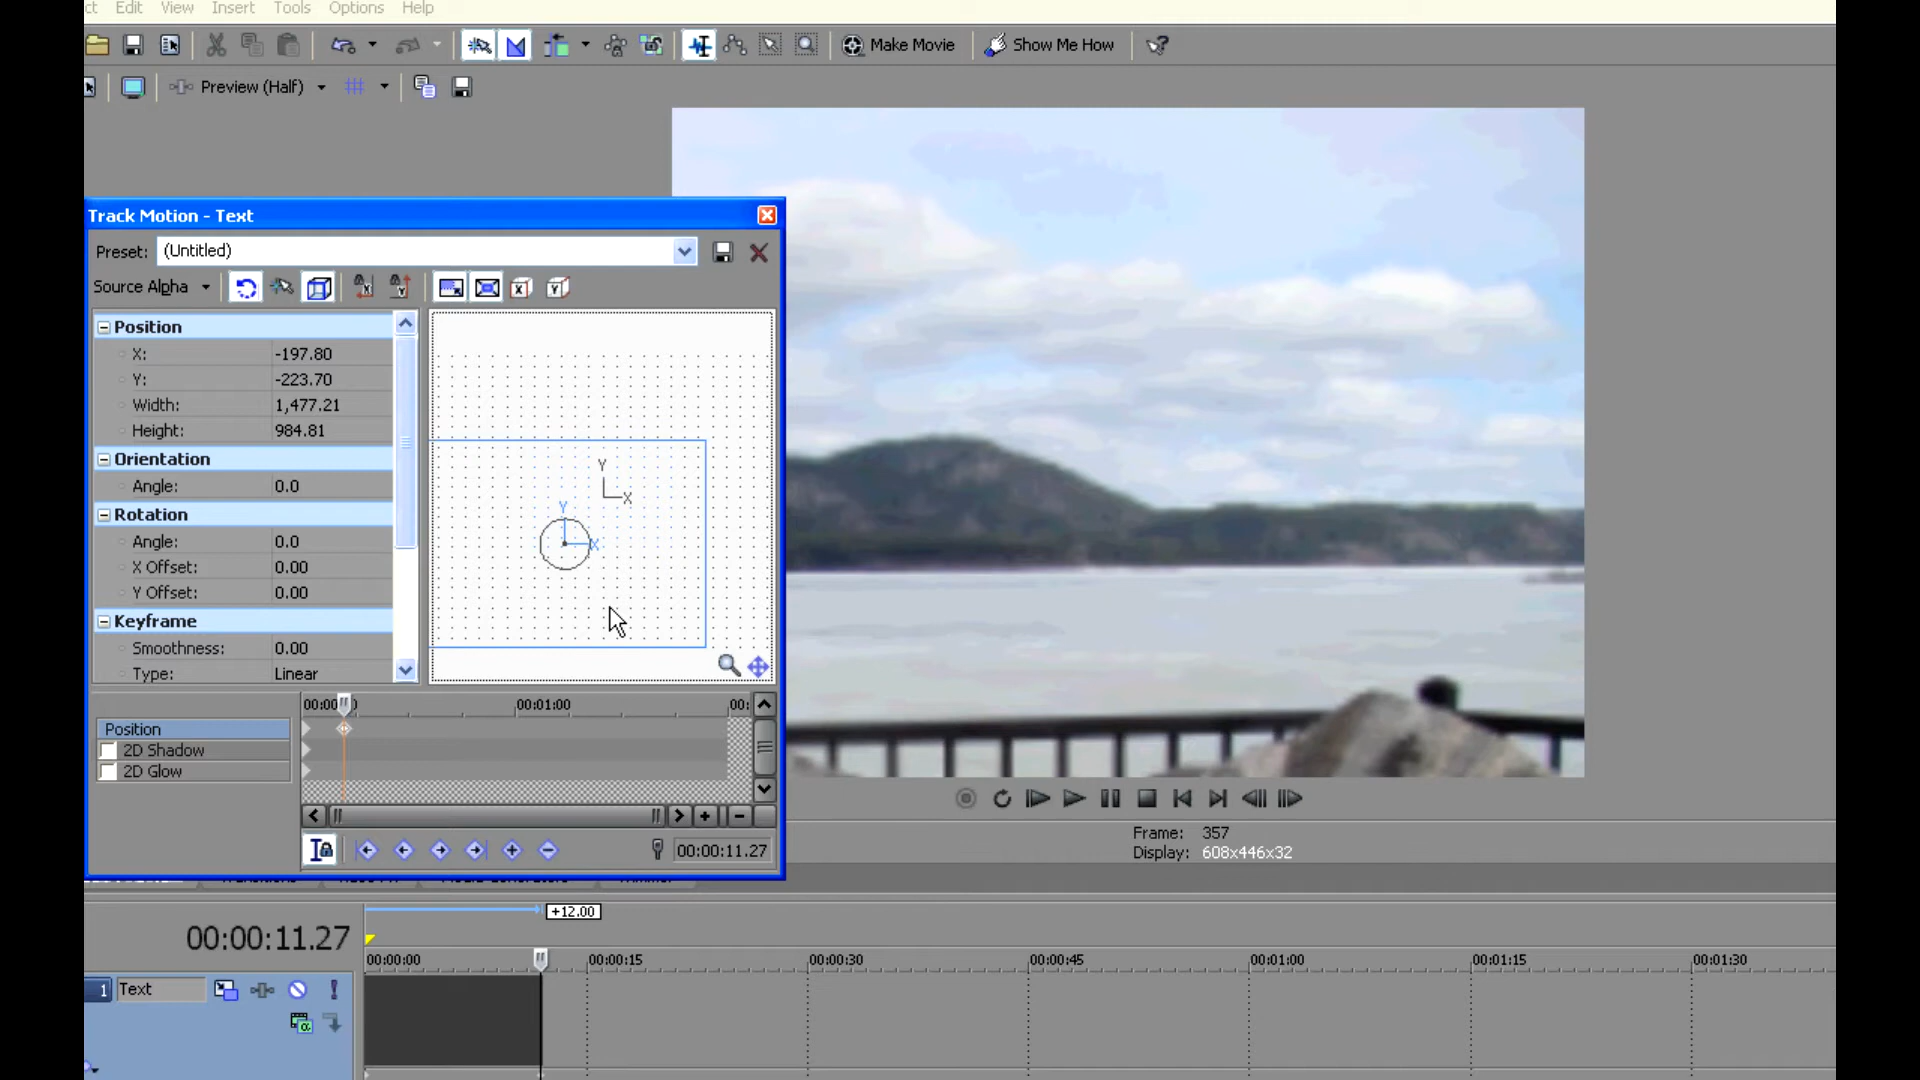 Edit View Insert Tools Options Help
Make Movie Show Me How
Preview (Half)
Track Motion - Text
Preset: (Untitled)
Source Alpha
Position
X: -197.80
Y: -223.70
Width: 1,477.21
Height: 984.81
Orientation
Angle: 0.0
Rotation
Angle: 0.0
X Offset: 0.00
Y Offset: 0.00
Keyframe
Smoothness: 0.00
Type: Linear
Y
X
Y
X
00:01:00 00:
Position
2D Shadow
2D Glow
00:00:11.27
Frame: 357
Display: 608x446x32
+12.00
00:00:11.27
00:00:00 00:00:15 00:00:30 00:00:45 00:01:00 00:01:15 00:01:30
1 Text